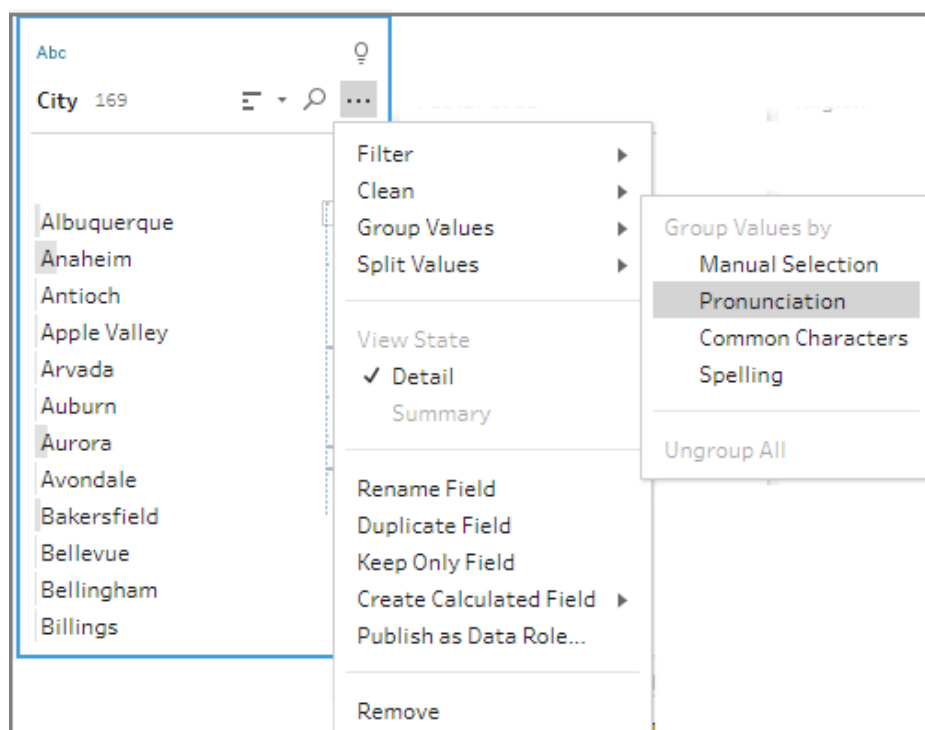 Abc
City 169
Albuquerque
Anaheim
Antioch
Apple Valley
Arvada
Auburn
Aurora
Avondale
Bakersfield
Bellevue
Bellingham
Billings
Filter
Clean
Group Values
Split Values
View State
✓ Detail
Summary
Rename Field
Duplicate Field
Keep Only Field
Create Calculated Field
Publish as Data Role...
Remove
Group Values by
Manual Selection
Pronunciation
Common Characters
Spelling
Ungroup All